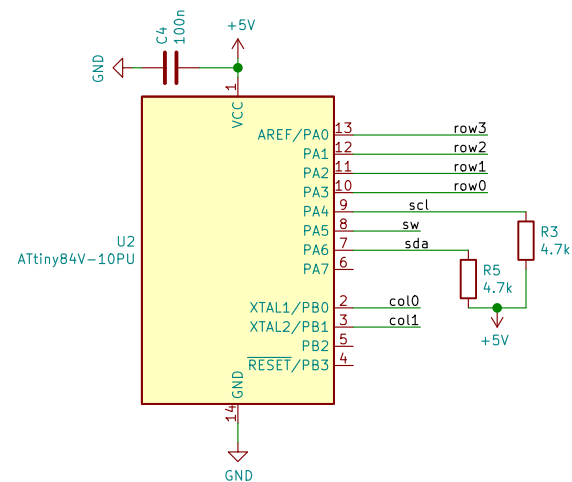 C4
100n
+5V
GND
1
VCC
AREF/PA0 13 row3
PA1 12 row2
PA2 11 row1
PA3 10 row0
PA4 9 scl
PA5 8 sw
PA6 7 sda
PA7 6
U2
ATtiny84V-10PU
R3
4.7k
R5
4.7k
XTAL1/PB0 2 col0
XTAL2/PB1 3 col1
PB2 5
RESET/PB3 4
+5V
GND
14
GND